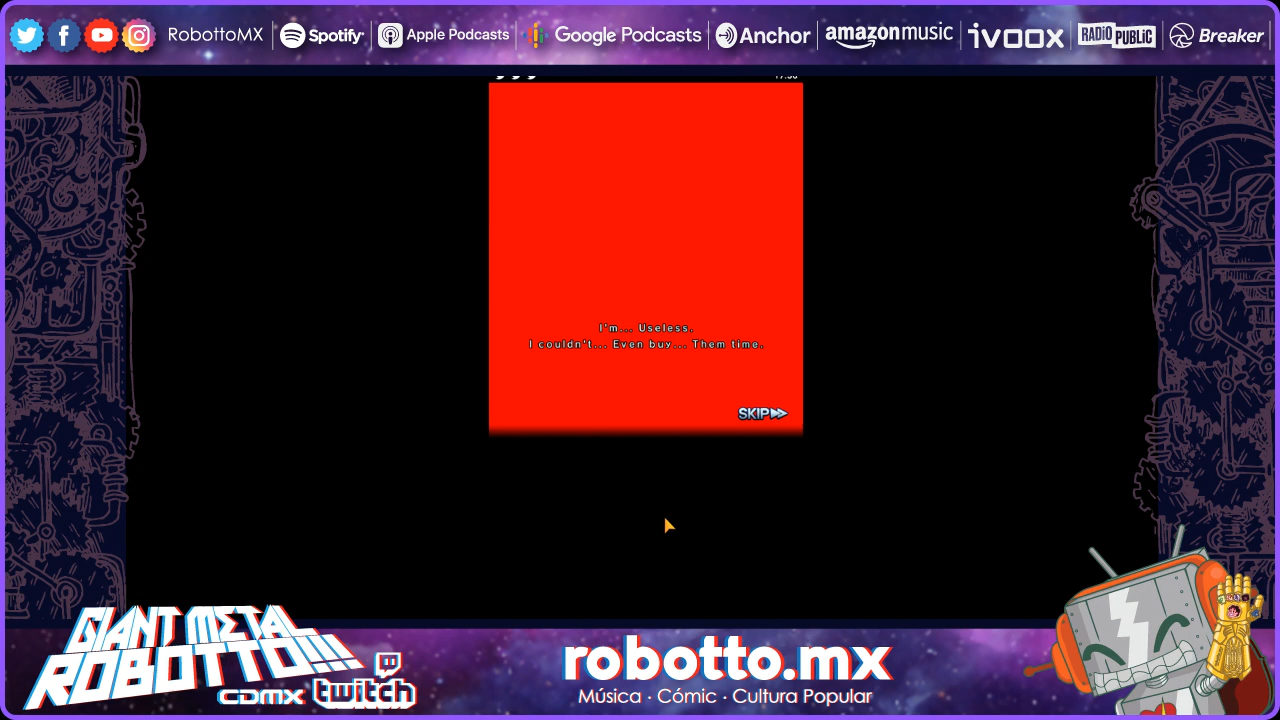 RobottoMX
Spotify
Apple Podcasts
Google Podcasts
Anchor
amazon music
ivoox
RADIO PUBLIC
Breaker
I'm... Useless.
I couldn't... Even buy... Them time.
SKIP
GIANT METAL
ROBOTTO!!!
CDMX twitch
robotto.mx
Música · Cómic · Cultura Popular